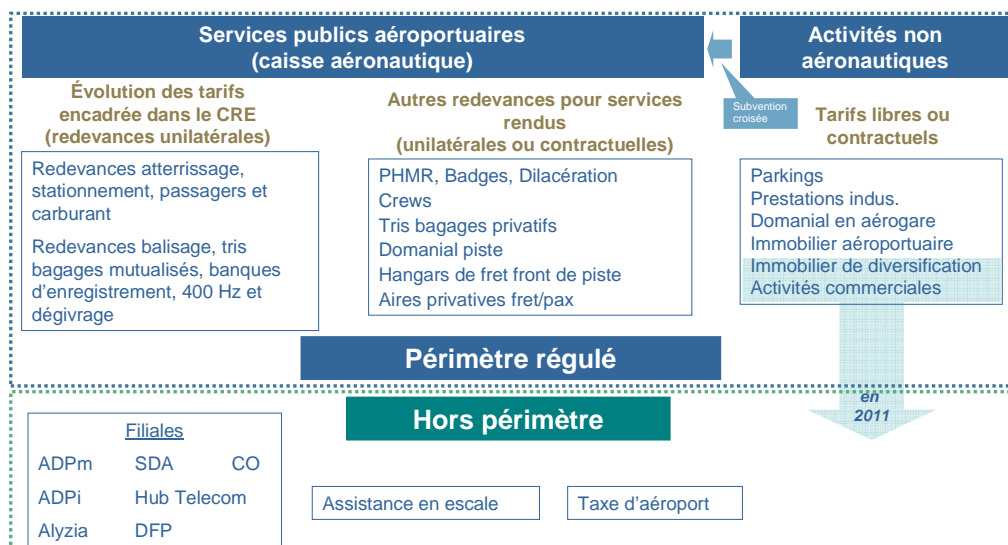 Services publics aéroportuaires
(caisse aéronautique)
Activités non
aéronautiques
Subvention
croisée
Évolution des tarifs
encadrée dans le CRE
(redevances unilatérales)
Redevances atterrissage,
stationnement, passagers et
carburant
Redevances balisage, tris
bagages mutualisés, banques
d'enregistrement, 400 Hz et
dégivrage
Autres redevances pour services
rendus
(unilatérales ou contractuelles)
PHMR, Badges, Dilacération
Crews
Tris bagages privatifs
Domanial piste
Hangars de fret front de piste
Aires privatives fret/pax
Tarifs libres ou
contractuels
Parkings
Prestations indus.
Domanial en aérogare
Immobilier aéroportuaire
Immobilier de diversification
Activités commerciales
Périmètre régulé
en
2011
Hors périmètre
Filiales
ADPm SDA CO
ADPi Hub Telecom
Alyzia DFP
Assistance en escale
Taxe d'aéroport